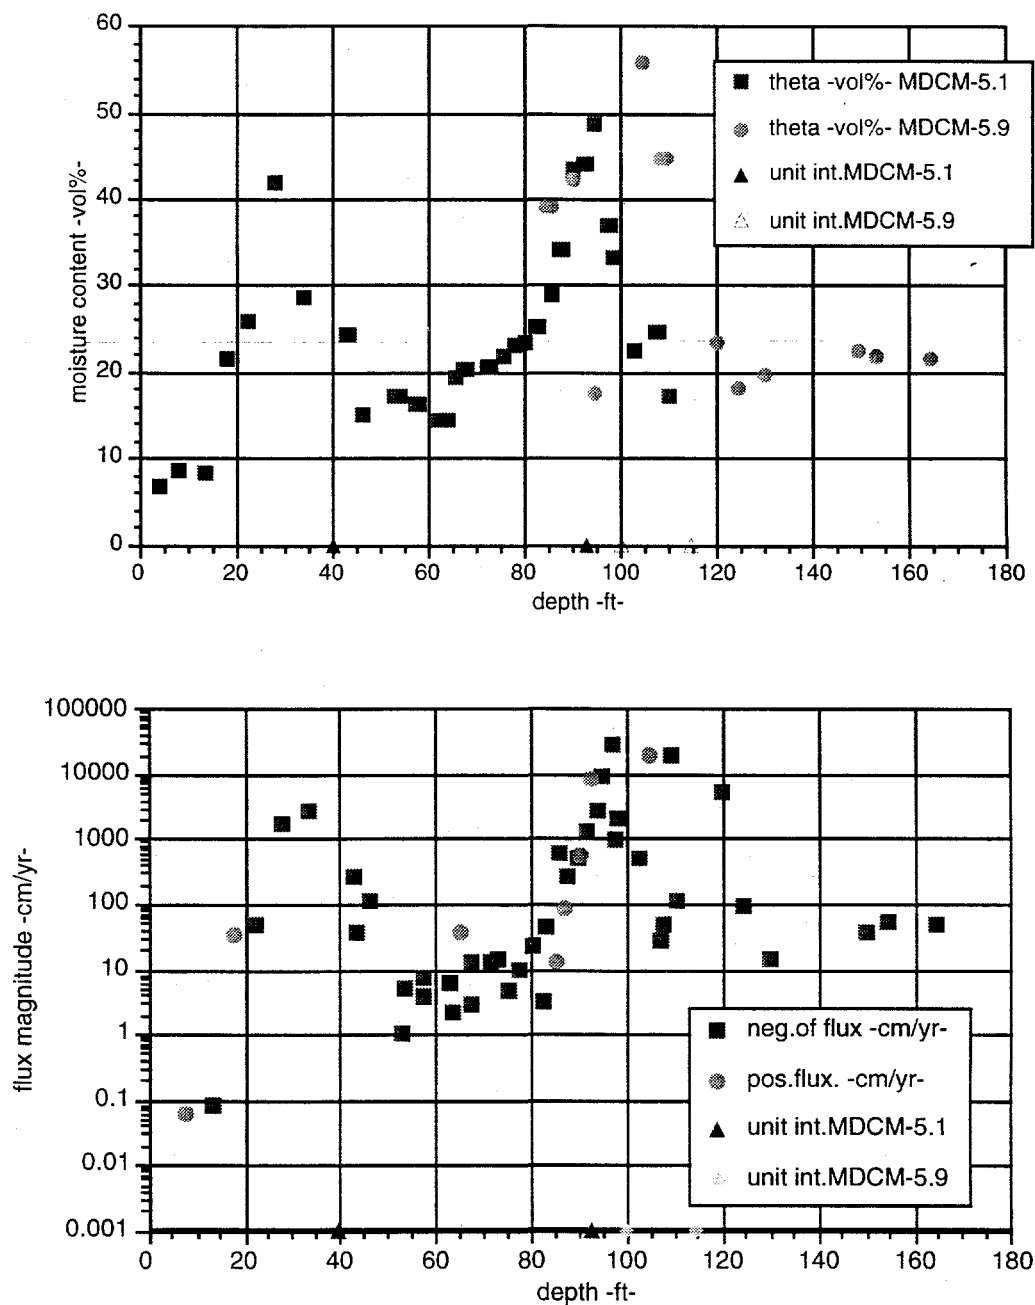 60
50
40
30
20
10
0
moisture content -vol%-
theta -vol%- MDCM-5.1
theta -vol%- MDCM-5.9
unit int.MDCM-5.1
unit int.MDCM-5.9
0 20 40 60 80 100 120 140 160 180
depth -ft-
100000
10000
1000
100
10
1
0.1
0.01
0.001
flux magnitude -cm/yr-
neg.of flux -cm/yr-
pos.flux. -cm/yr-
unit int.MDCM-5.1
unit int.MDCM-5.9
0 20 40 60 80 100 120 140 160 180
depth -ft-